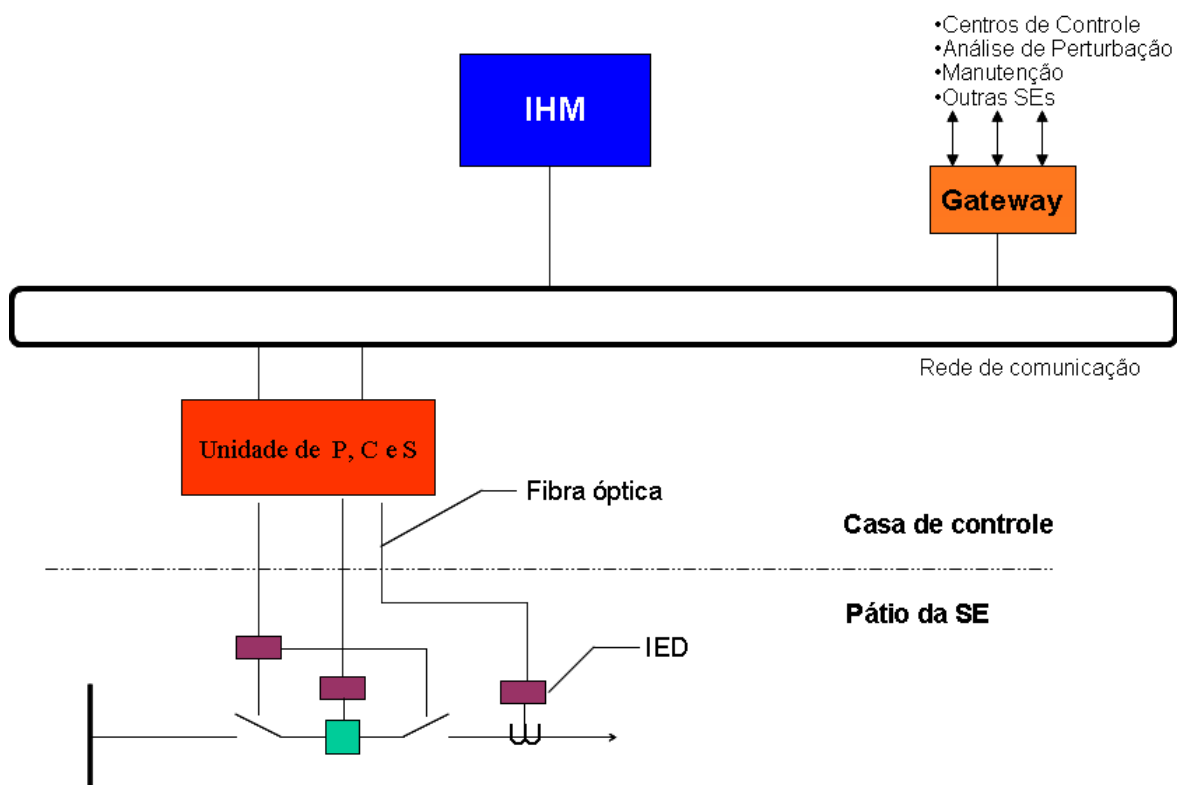 •Centros de Controle
•Análise de Perturbação
•Manutenção
•Outras SEs
IHM
Gateway
Rede de comunicação
Unidade de P, C e S
Fibra óptica
Casa de controle
Pátio da SE
IED